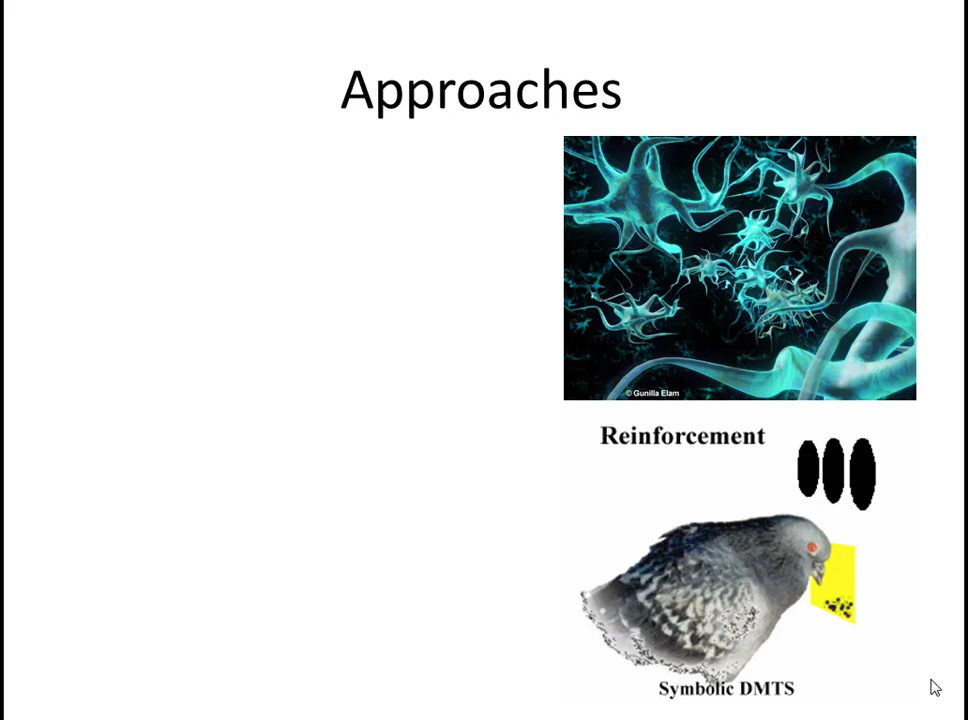 Approaches
© Gunilla Elam
Reinforcement
Symbolic DMTS